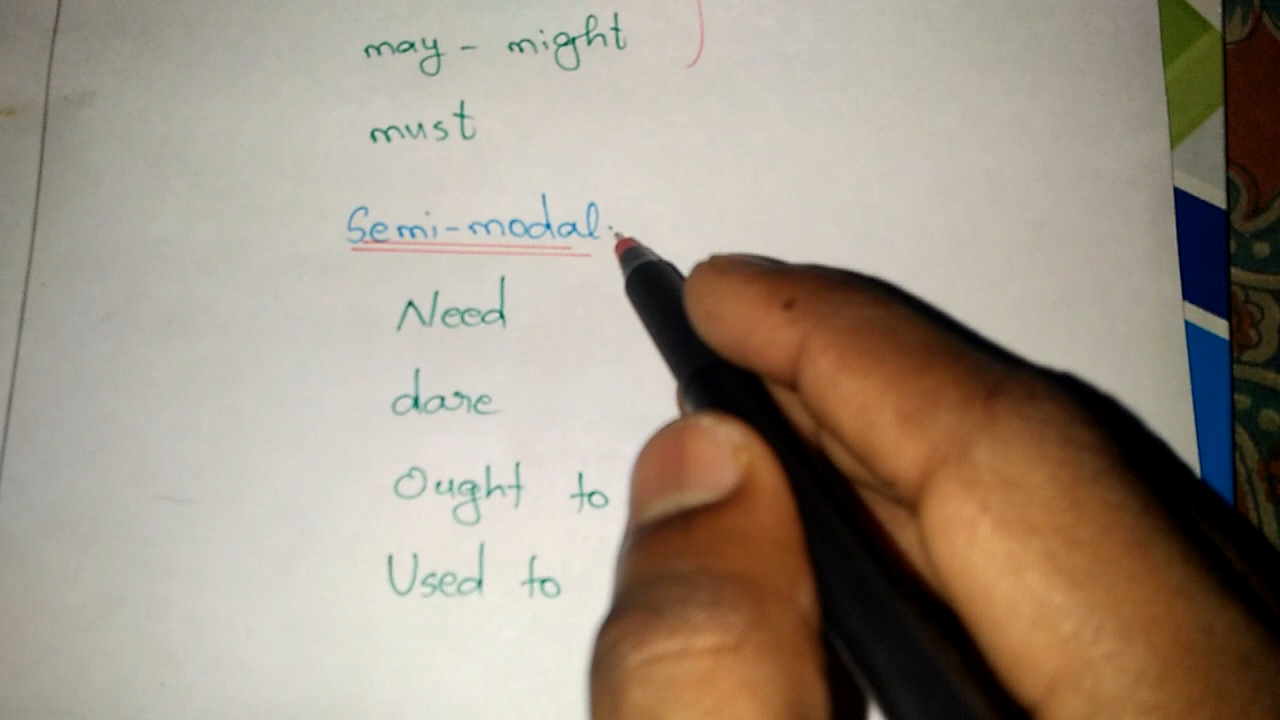 may - might
must
Semi-modal:
Need
dare
Ought to
Used to